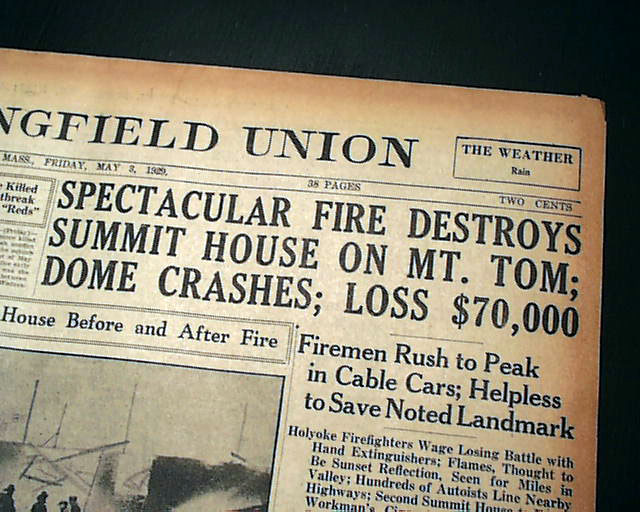 NGFIELD UNION
THE WEATHER
Rain
MASS., FRIDAY, MAY 3, 1929.
38 PAGES
TWO CENTS
Killed
tbreak
"Reds"
SPECTACULAR FIRE DESTROYS
SUMMIT HOUSE ON MT. TOM;
DOME CRASHES; LOSS $70,000
House Before and After Fire
Firemen Rush to Peak
in Cable Cars; Helpless
to Save Noted Landmark
Holyoke Firefighters Wage Losing Battle with
Hand Extinguishers; Flames, Thought to
Be Sunset Reflection, Seen for Miles in
Valley; Hundreds of Autoists Line Nearby
Highways; Second Summit House to
Workman's